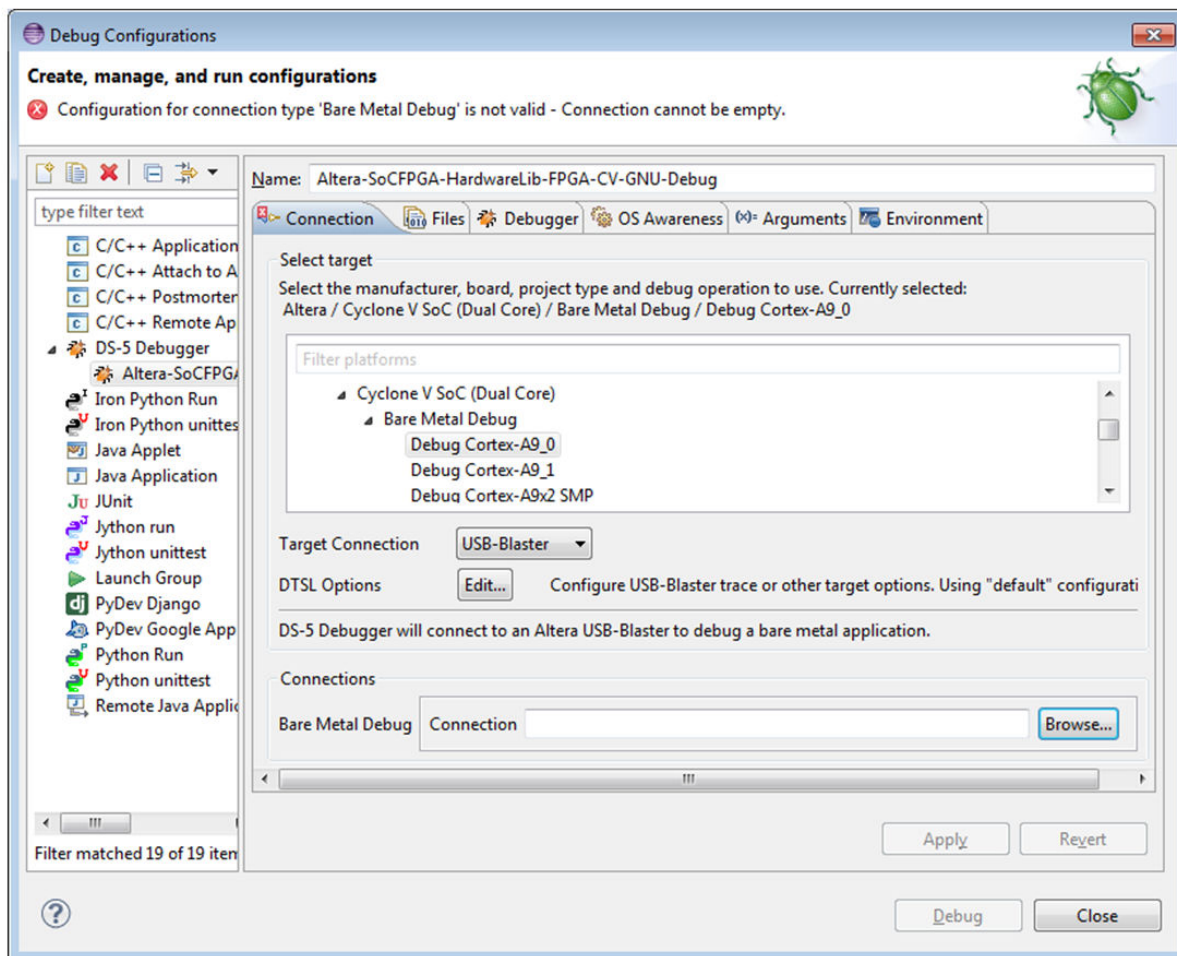 Debug Configurations
Create, manage, and run configurations
Configuration for connection type 'Bare Metal Debug' is not valid - Connection cannot be empty.
type filter text
C/C++ Application
C/C++ Attach to A
C/C++ Postmorten
C/C++ Remote Ap
DS-5 Debugger
Altera-SoCFPGA
Iron Python Run
Iron Python unittes
Java Applet
Java Application
JUnit
Jython run
Jython unittest
Launch Group
PyDev Django
PyDev Google App
Python Run
Python unittest
Remote Java Applic
Filter matched 19 of 19 item
Name: Altera-SoCFPGA-HardwareLib-FPGA-CV-GNU-Debug
Connection Files Debugger OS Awareness Arguments Environment
Select target
Select the manufacturer, board, project type and debug operation to use. Currently selected:
Altera / Cyclone V SoC (Dual Core) / Bare Metal Debug / Debug Cortex-A9_0
Filter platforms
Cyclone V SoC (Dual Core)
Bare Metal Debug
Debug Cortex-A9_0
Debug Cortex-A9_1
Debug Cortex-A9x2 SMP
Target Connection USB-Blaster
DTSL Options Edit... Configure USB-Blaster trace or other target options. Using "default" configurati
DS-5 Debugger will connect to an Altera USB-Blaster to debug a bare metal application.
Connections
Bare Metal Debug Connection Browse...
Apply Revert
Debug Close